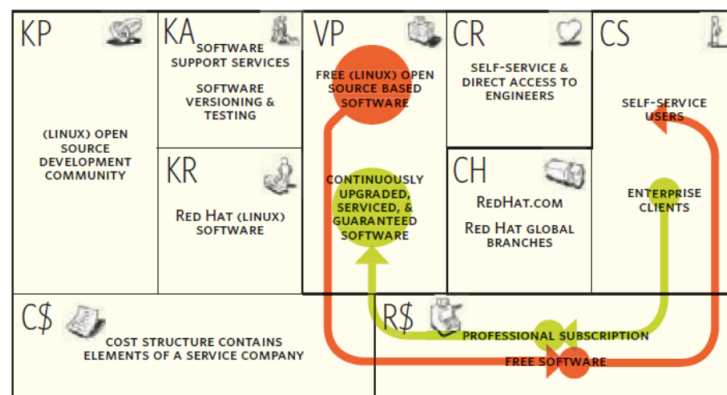 KP
(LINUX) OPEN
SOURCE
DEVELOPMENT
COMMUNITY
KA
SOFTWARE
SUPPORT SERVICES
SOFTWARE
VERSIONING &
TESTING
KR
RED HAT (LINUX)
SOFTWARE
VP
FREE (LINUX) OPEN
SOURCE BASED
SOFTWARE
CONTINUOUSLY
UPGRADED,
SERVICED, &
GUARANTEED
SOFTWARE
CR
SELF-SERVICE &
DIRECT ACCESS TO
ENGINEERS
CH
REDHAT.COM
RED HAT GLOBAL
BRANCHES
CS
SELF-SERVICE
USERS
ENTERPRISE
CLIENTS
C$
COST STRUCTURE CONTAINS
ELEMENTS OF A SERVICE COMPANY
R$
PROFESSIONAL SUBSCRIPTION
FREE SOFTWARE